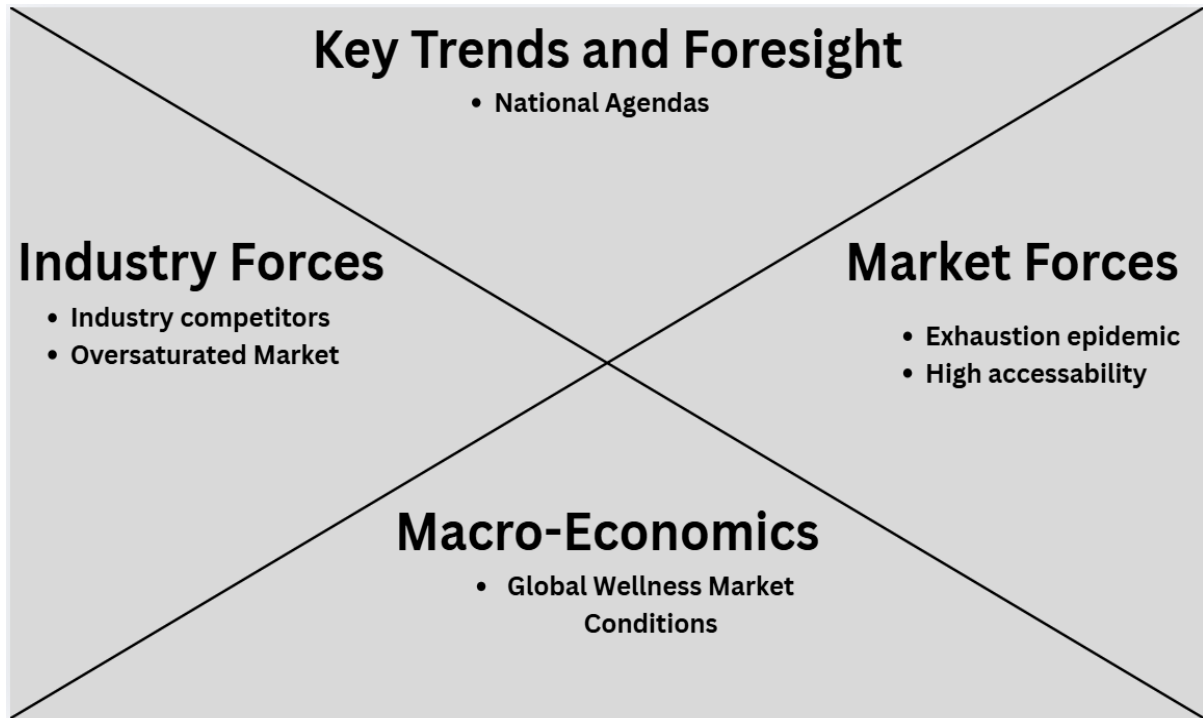 Key Trends and Foresight
• National Agendas
Industry Forces
• Industry competitors
• Oversaturated Market
Market Forces
• Exhaustion epidemic
• High accessability
Macro-Economics
• Global Wellness Market
Conditions